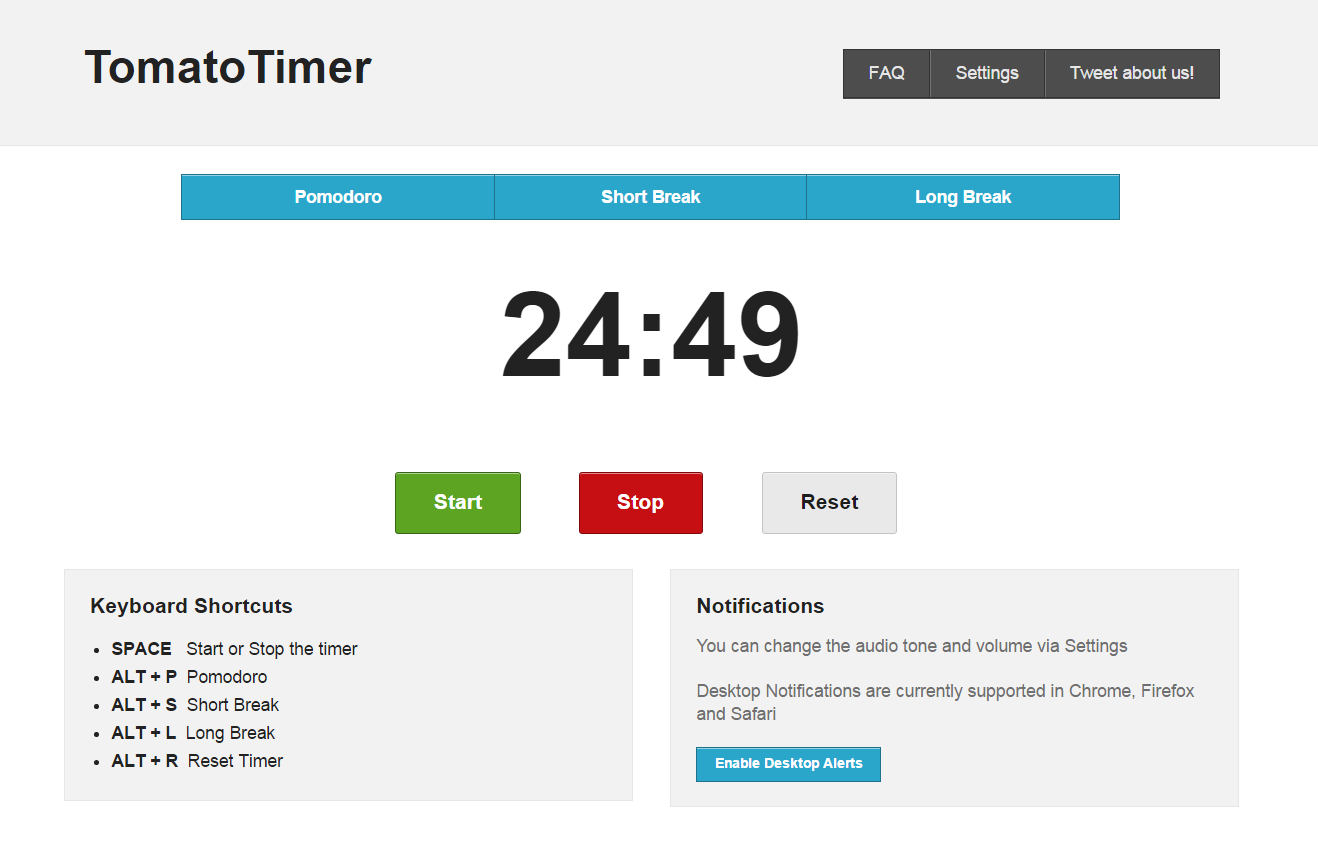 TomatoTimer
FAQ Settings Tweet about us!
Pomodoro Short Break Long Break
24:49
Start Stop Reset
Keyboard Shortcuts
• SPACE Start or Stop the timer
• ALT + P Pomodoro
• ALT + S Short Break
• ALT + L Long Break
• ALT + R Reset Timer
Notifications
You can change the audio tone and volume via Settings
Desktop Notifications are currently supported in Chrome, Firefox
and Safari
Enable Desktop Alerts